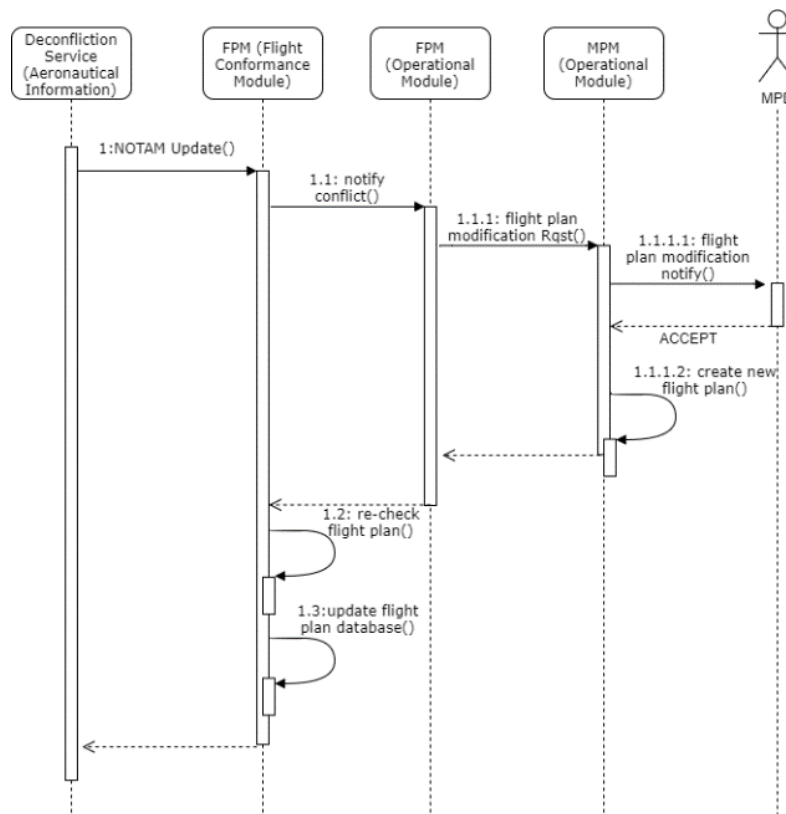 Deconfliction
Service
(Aeronautical
Information)
FPM (Flight
Conformance
Module)
FPM
(Operational
Module)
MPM
(Operational
Module)
MPD
1:NOTAM Update()
1.1: notify
conflict()
1.1.1: flight plan
modification Rqst()
1.1.1.1: flight
plan modification
notify()
ACCEPT
1.1.1.2: create new
flight plan()
1.2: re-check
flight plan()
1.3:update flight
plan database()